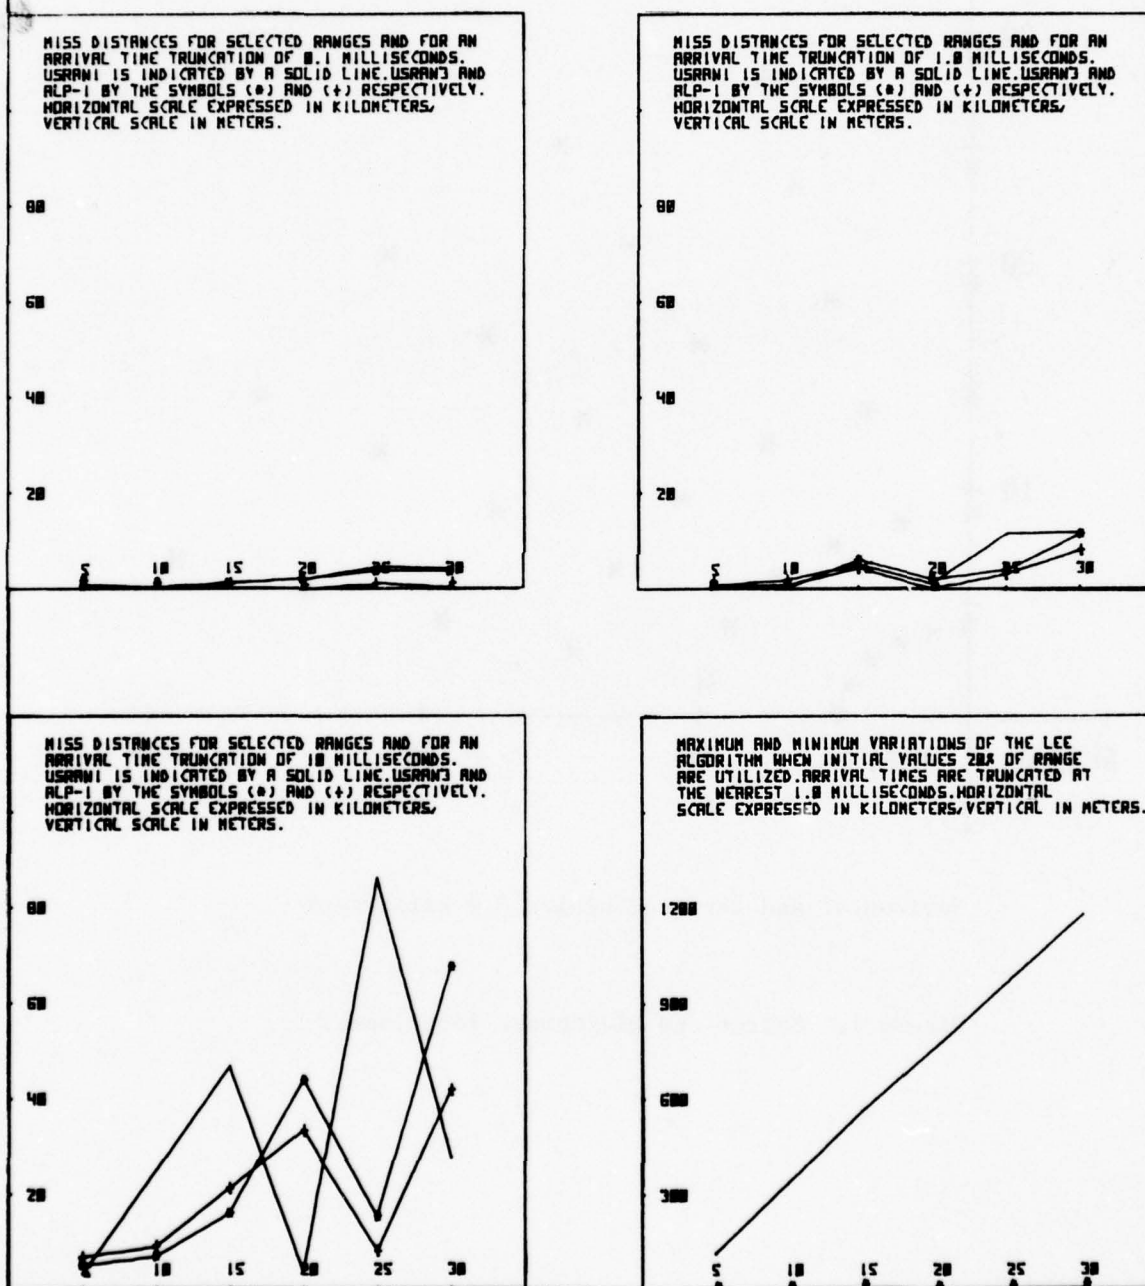 MISS DISTANCES FOR SELECTED RANGES AND FOR AN
ARRIVAL TIME TRUNCATION OF 0.1 MILLISECONDS.
USRAN1 IS INDICATED BY A SOLID LINE.USRAN3 AND
ALP-1 BY THE SYMBOLS (*) AND (+) RESPECTIVELY.
HORIZONTAL SCALE EXPRESSED IN KILOMETERS,
VERTICAL SCALE IN METERS.
80
60
40
20
5 10 15 20 25 30
MISS DISTANCES FOR SELECTED RANGES AND FOR AN
ARRIVAL TIME TRUNCATION OF 1.0 MILLISECONDS.
USRAN1 IS INDICATED BY A SOLID LINE.USRAN3 AND
ALP-1 BY THE SYMBOLS (*) AND (+) RESPECTIVELY.
HORIZONTAL SCALE EXPRESSED IN KILOMETERS,
VERTICAL SCALE IN METERS.
80
60
40
20
5 10 15 20 25 30
MISS DISTANCES FOR SELECTED RANGES AND FOR AN
ARRIVAL TIME TRUNCATION OF 10 MILLISECONDS.
USRAN1 IS INDICATED BY A SOLID LINE.USRAN3 AND
ALP-1 BY THE SYMBOLS (*) AND (+) RESPECTIVELY.
HORIZONTAL SCALE EXPRESSED IN KILOMETERS,
VERTICAL SCALE IN METERS.
80
60
40
20
5 10 15 20 25 30
MAXIMUM AND MINIMUM VARIATIONS OF THE LEE
ALGORITHM WHEN INITIAL VALUES 20% OF RANGE
ARE UTILIZED.ARRIVAL TIMES ARE TRUNCATED AT
THE NEAREST 1.0 MILLISECONDS.HORIZONTAL
SCALE EXPRESSED IN KILOMETERS,VERTICAL IN METERS.
1200
900
600
300
5 10 15 20 25 30